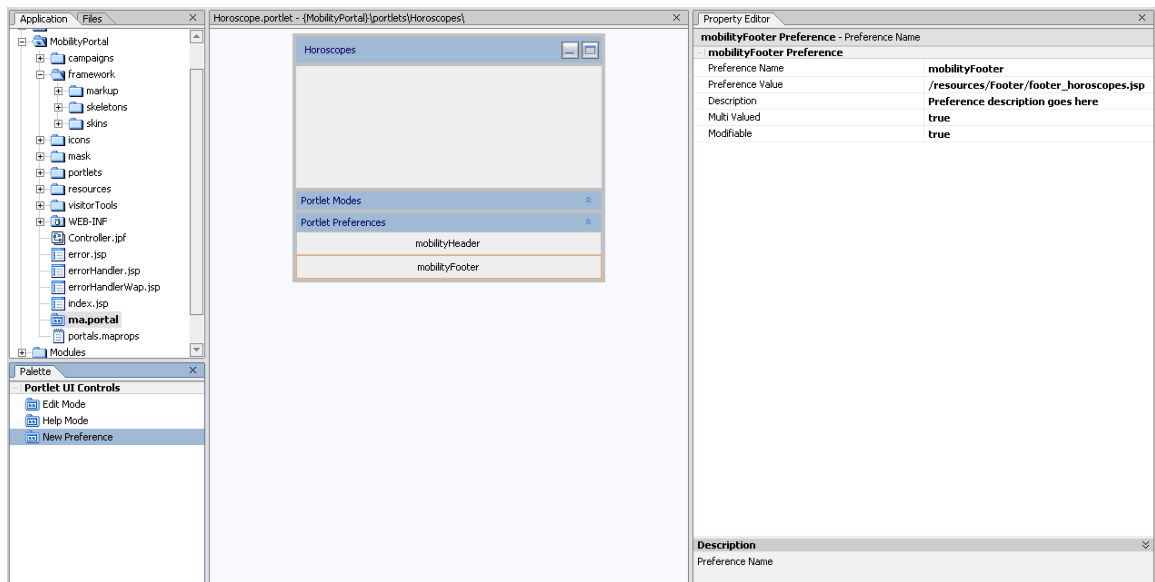 Application Files
MobilityPortal
campaigns
framework
markup
skeletons
skins
icons
mask
portlets
resources
visitorTools
WEB-INF
Controller.jpf
error.jsp
errorHandler.jsp
errorHandlerWap.jsp
index.jsp
ma.portal
portals.maprops
Modules
Palette
Portlet UI Controls
Edit Mode
Help Mode
New Preference
Horoscope.portlet - {MobilityPortal}\portlets\Horoscopes\
Horoscopes
Portlet Modes
Portlet Preferences
mobilityHeader
mobilityFooter
Property Editor
mobilityFooter Preference - Preference Name
mobilityFooter Preference
Preference Name mobilityFooter
Preference Value /resources/Footer/footer_horoscopes.jsp
Description Preference description goes here
Multi Valued true
Modifiable true
Description
Preference Name